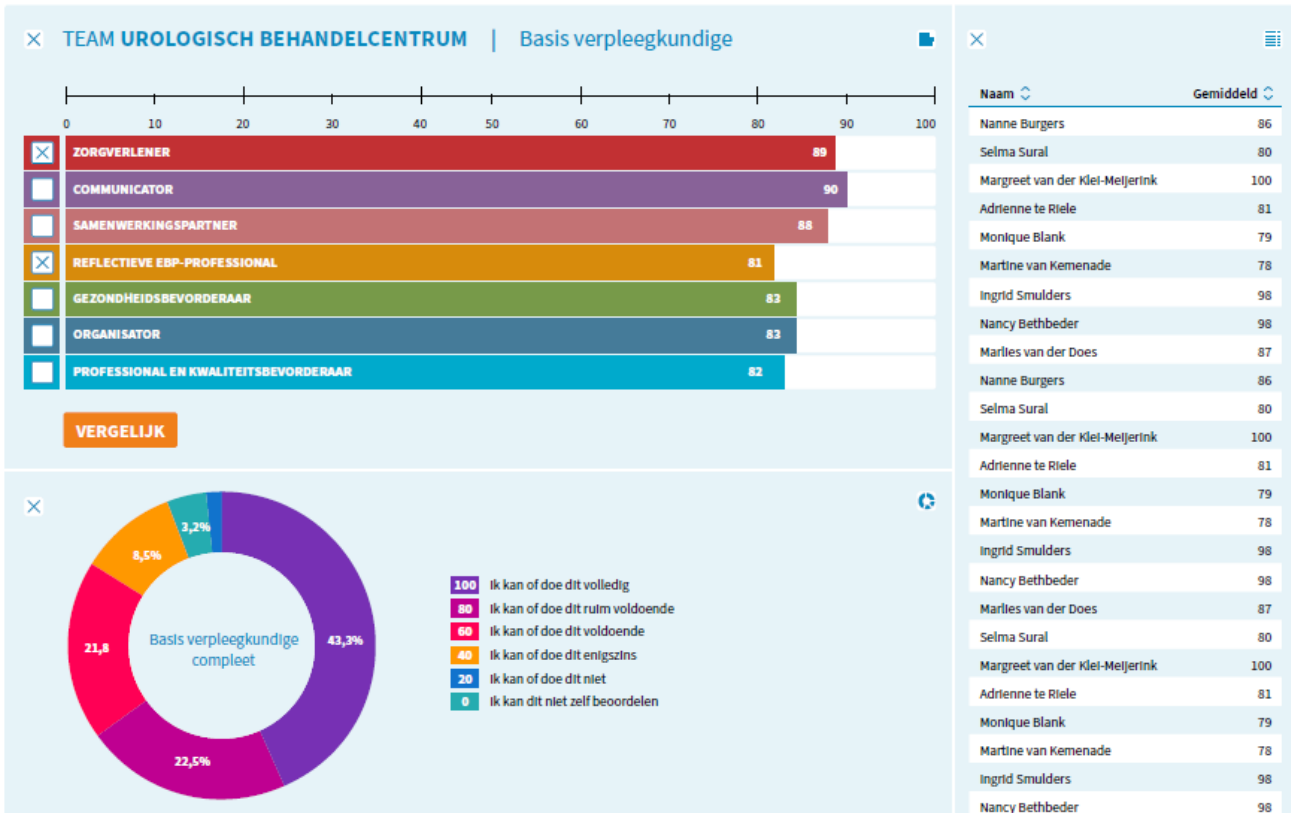 TEAM UROLOGISCH BEHANDELCENTRUM | Basis verpleegkundige
0 10 20 30 40 50 60 70 80 90 100
ZORGVERLENER 89
COMMUNICATOR 90
SAMENWERKINGSPARTNER 88
REFLECTIEVE EBP-PROFESSIONAL 81
GEZONDHEIDSBEVORDERAAR 83
ORGANISATOR 83
PROFESSIONAL EN KWALITEITSBEVORDERAAR 82
VERGELIJK
3,2%
8,5%
21,8
43,3%
22,5%
Basis verpleegkundige
compleet
100 Ik kan of doe dit volledig
80 Ik kan of doe dit ruim voldoende
60 Ik kan of doe dit voldoende
40 Ik kan of doe dit enigszins
20 Ik kan of doe dit niet
0 Ik kan dit niet zelf beoordelen
Naam Gemiddeld
Nanne Burgers 86
Selma Sural 80
Margreet van der Klei-Meijerink 100
Adrienne te Riele 81
Monique Blank 79
Martine van Kemenade 78
Ingrid Smulders 98
Nancy Bethbeder 98
Marlies van der Does 87
Nanne Burgers 86
Selma Sural 80
Margreet van der Klei-Meijerink 100
Adrienne te Riele 81
Monique Blank 79
Martine van Kemenade 78
Ingrid Smulders 98
Nancy Bethbeder 98
Marlies van der Does 87
Selma Sural 80
Margreet van der Klei-Meijerink 100
Adrienne te Riele 81
Monique Blank 79
Martine van Kemenade 78
Ingrid Smulders 98
Nancy Bethbeder 98